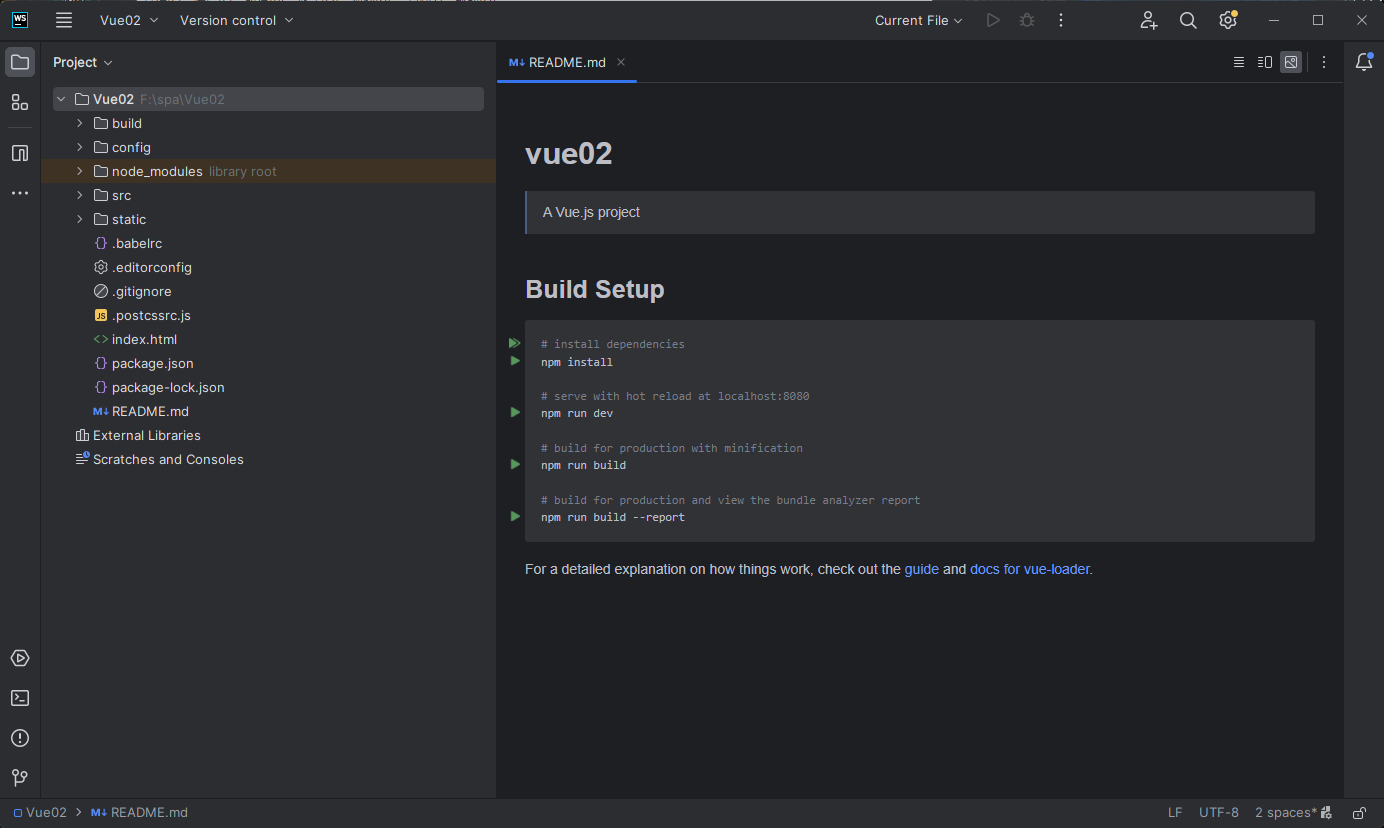 WS Vue02 Version control Current File
Project
M↓ README.md
Vue02 F:\spa\Vue02
build
config
node_modules library root
src
static
{} .babelrc
.editorconfig
.gitignore
JS .postcssrc.js
<> index.html
{} package.json
{} package-lock.json
M↓ README.md
External Libraries
Scratches and Consoles
vue02
A Vue.js project
Build Setup
# install dependencies
npm install
# serve with hot reload at localhost:8080
npm run dev
# build for production with minification
npm run build
# build for production and view the bundle analyzer report
npm run build --report
For a detailed explanation on how things work, check out the guide and docs for vue-loader.
Vue02 > M↓ README.md LF UTF-8 2 spaces*